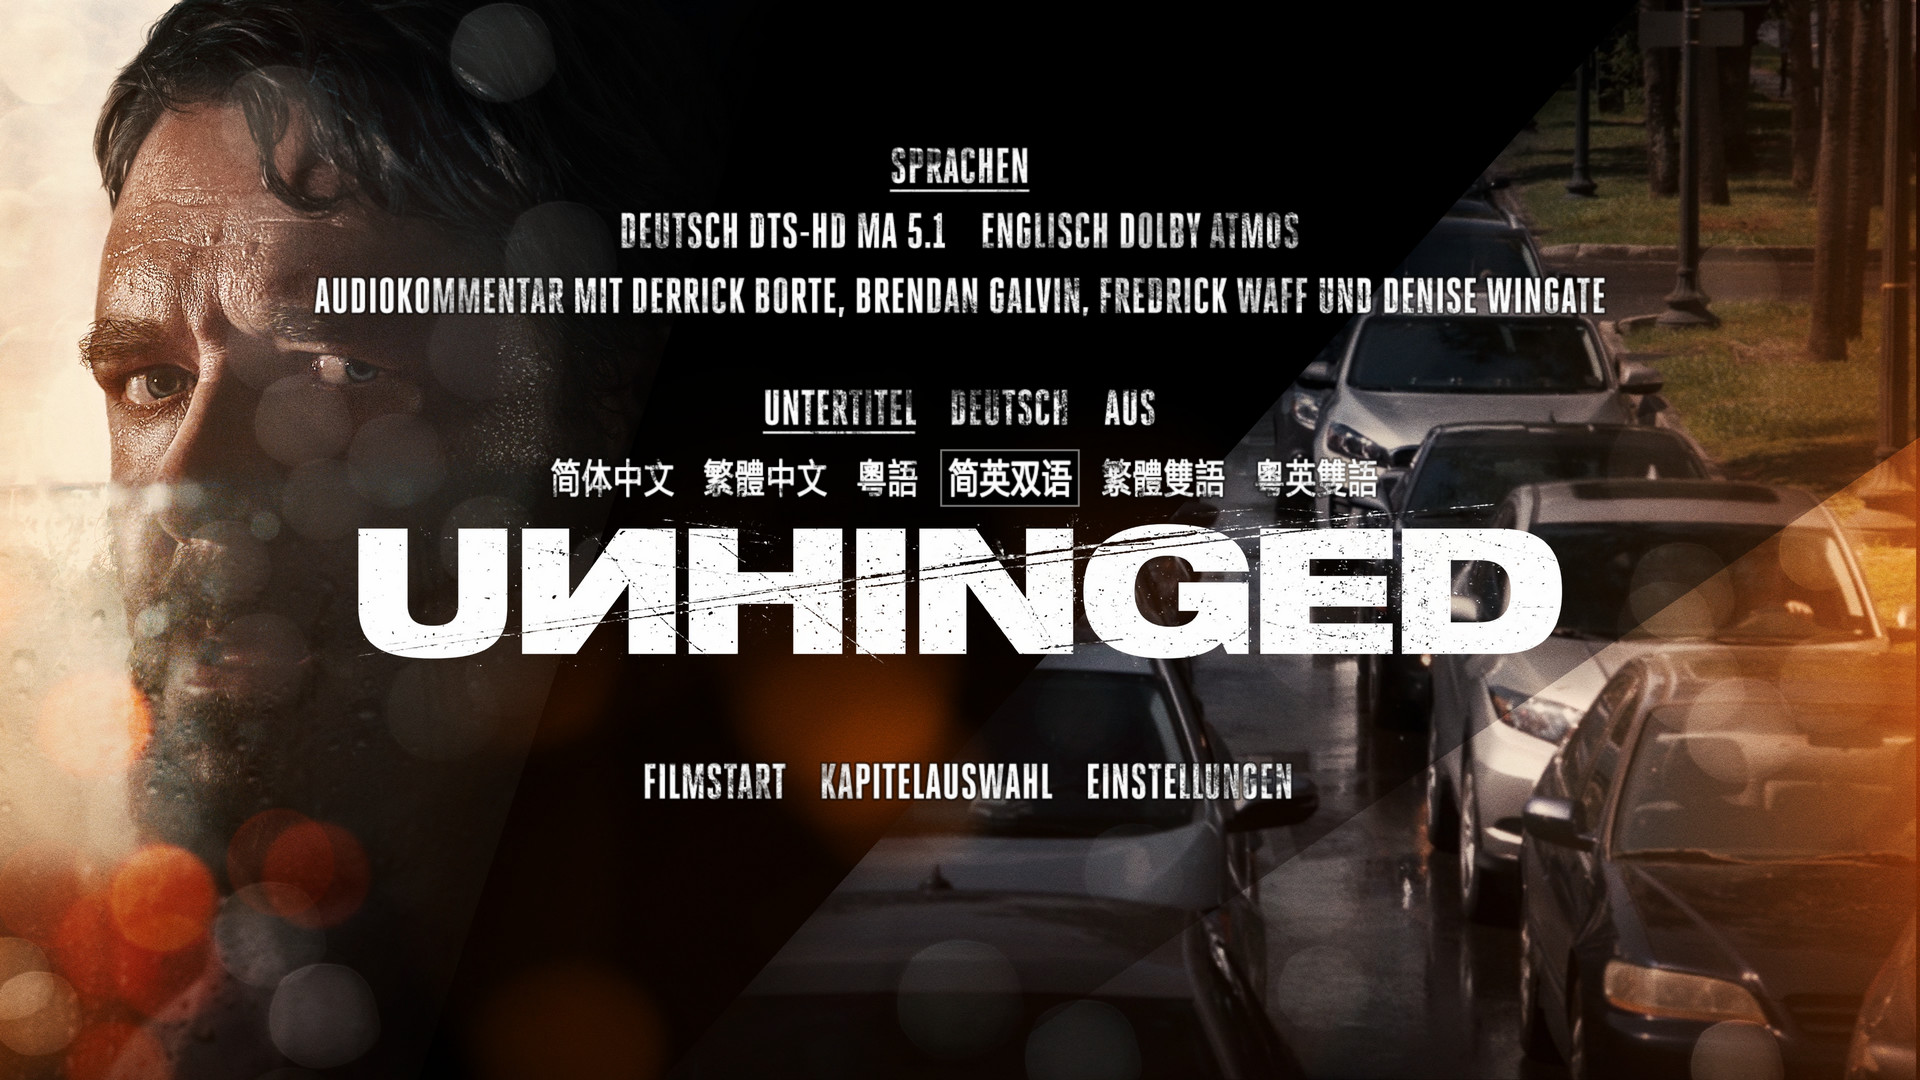 SPRACHEN
DEUTSCH DTS-HD MA 5.1 ENGLISCH DOLBY ATMOS
AUDIOKOMMENTAR MIT DERRICK BORTE, BRENDAN GALVIN, FREDRICK WAFF UND DENISE WINGATE
UNTERTITEL DEUTSCH AUS
简体中文 繁體中文 粵語 简英双语 繁體雙語 粵英雙語
UNHINGED
FILMSTART KAPITELAUSWAHL EINSTELLUNGEN